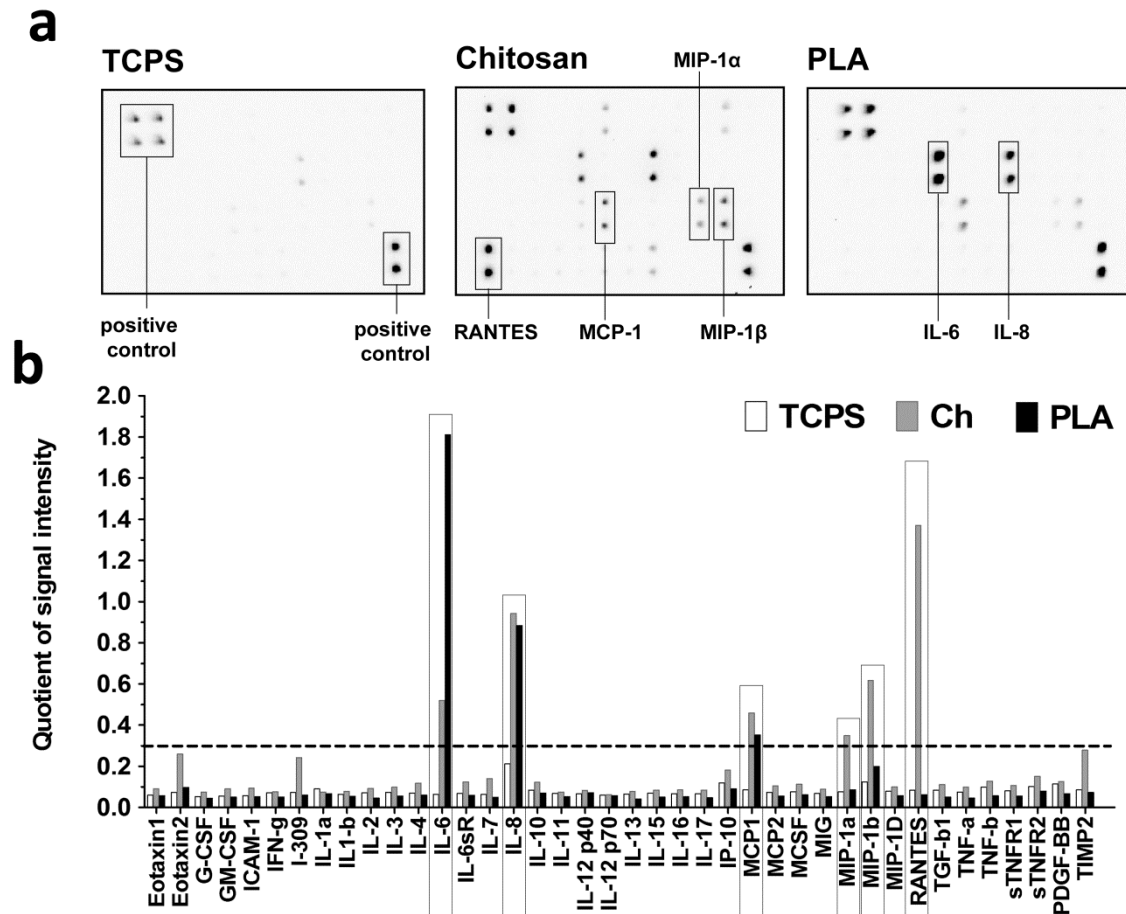 a
TCPS
Chitosan
MIP-1α
PLA
positive
control
positive
control
RANTES
MCP-1
MIP-1β
IL-6
IL-8
b
Quotient of signal intensity
2.0
1.8
1.6
1.4
1.2
1.0
0.8
0.6
0.4
0.2
0.0
TCPS
Ch
PLA
Eotaxin1
Eotaxin2
G-CSF
GM-CSF
ICAM-1
IFN-g
I-309
IL-1a
IL1-b
IL-2
IL-3
IL-4
IL-6
IL-6sR
IL-7
IL-8
IL-10
IL-11
IL-12 p40
IL-12 p70
IL-13
IL-15
IL-16
IL-17
IP-10
MCP1
MCP2
MCSF
MIG
MIP-1a
MIP-1b
MIP-1D
RANTES
TGF-b1
TNF-a
TNF-b
sTNFR1
sTNFR2
PDGF-BB
TIMP2